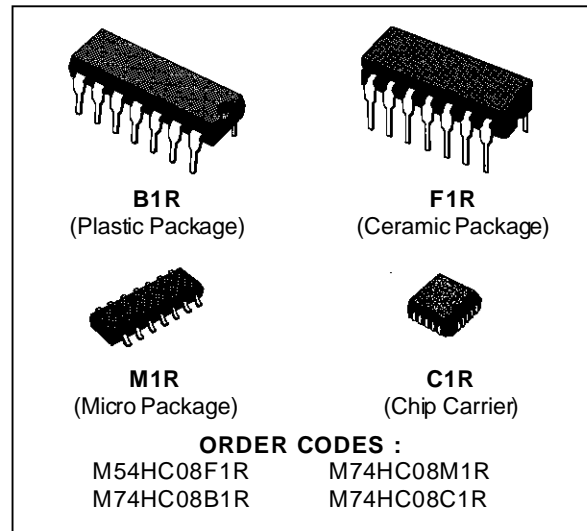 B1R
(Plastic Package)
F1R
(Ceramic Package)
M1R
(Micro Package)
C1R
(Chip Carrier)
ORDER CODES :
M54HC08F1R M74HC08M1R
M74HC08B1R M74HC08C1R